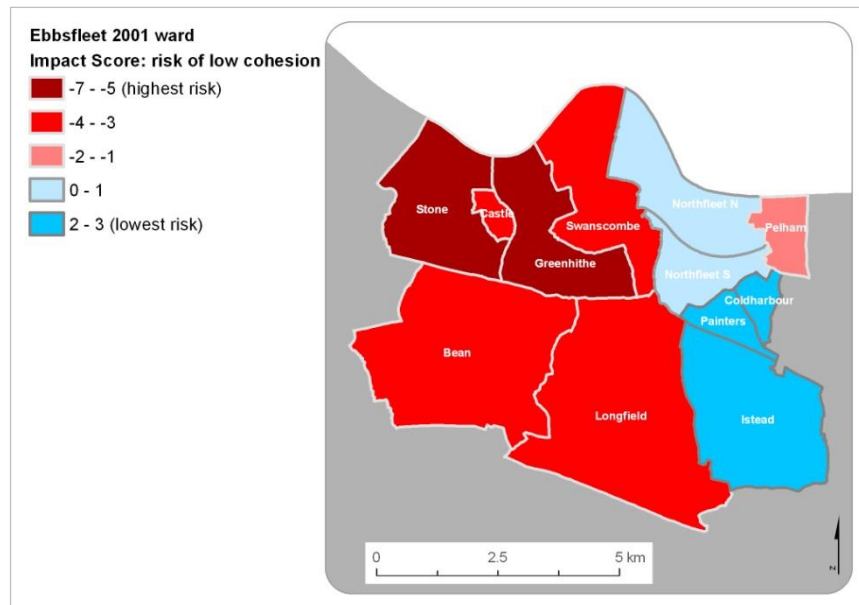 Ebbsfleet 2001 ward
Impact Score: risk of low cohesion
-7 - -5 (highest risk)
-4 - -3
-2 - -1
0 - 1
2 - 3 (lowest risk)
Northfleet N
Stone
Castle
Swanscombe
Pelham
Greenhithe
Northfleet S
Coldharbour
Painters
Bean
Longfield
Istead
0 2.5 5 km
z